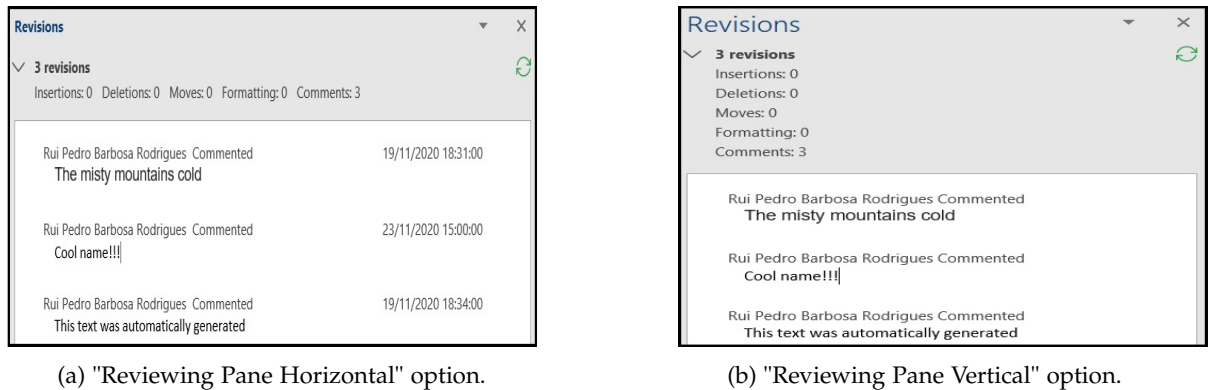 Revisions
3 revisions
Insertions: 0 Deletions: 0 Moves: 0 Formatting: 0 Comments: 3
Rui Pedro Barbosa Rodrigues Commented 19/11/2020 18:31:00
The misty mountains cold
Rui Pedro Barbosa Rodrigues Commented 23/11/2020 15:00:00
Cool name!!!
Rui Pedro Barbosa Rodrigues Commented 19/11/2020 18:34:00
This text was automatically generated
(a) "Reviewing Pane Horizontal" option.
Revisions
3 revisions
Insertions: 0
Deletions: 0
Moves: 0
Formatting: 0
Comments: 3
Rui Pedro Barbosa Rodrigues Commented
The misty mountains cold
Rui Pedro Barbosa Rodrigues Commented
Cool name!!!
Rui Pedro Barbosa Rodrigues Commented
This text was automatically generated
(b) "Reviewing Pane Vertical" option.